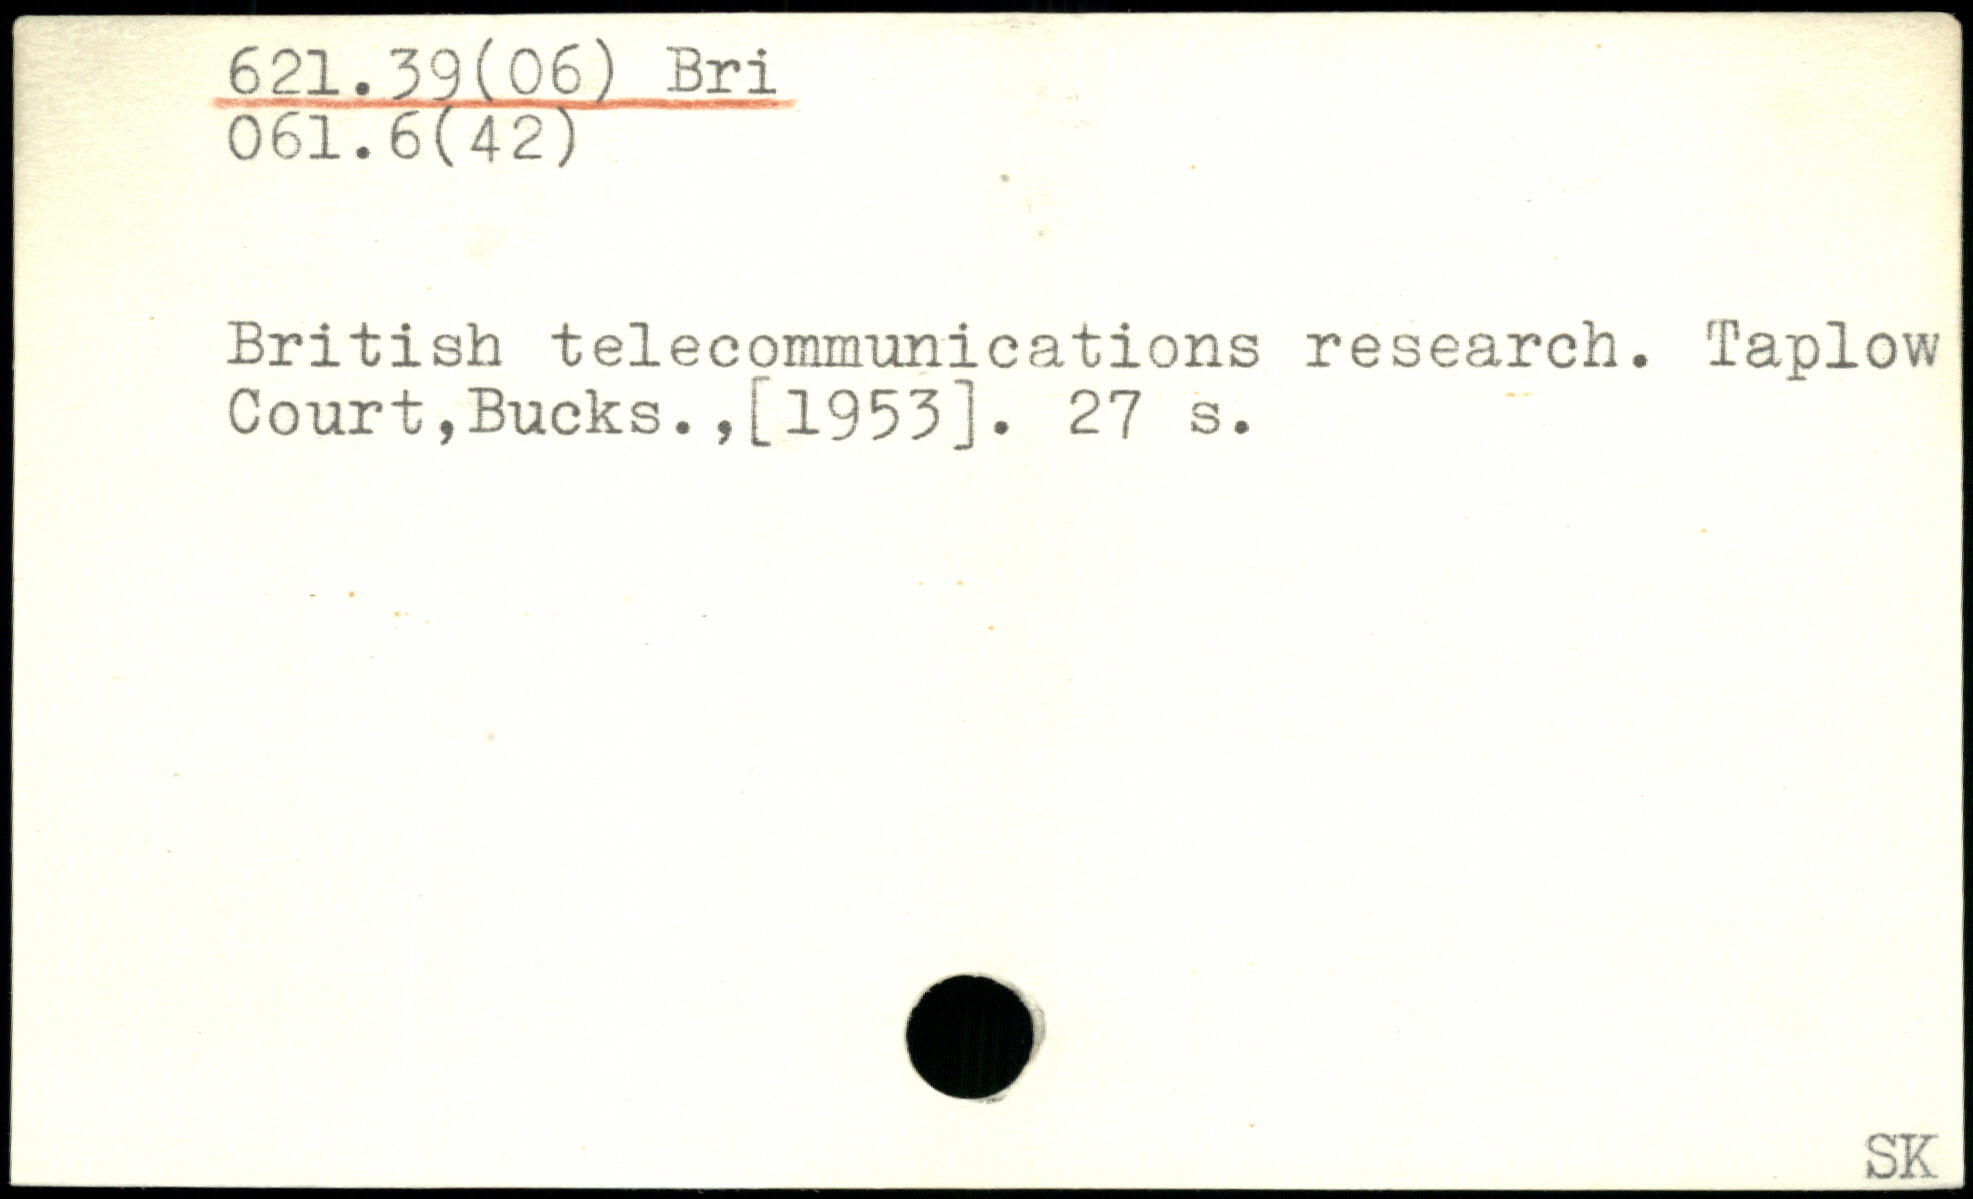 621.39(06) Bri
061.6(42)
British telecommunications research. Taplow
Court,Bucks.,[1953]. 27 s.
SK